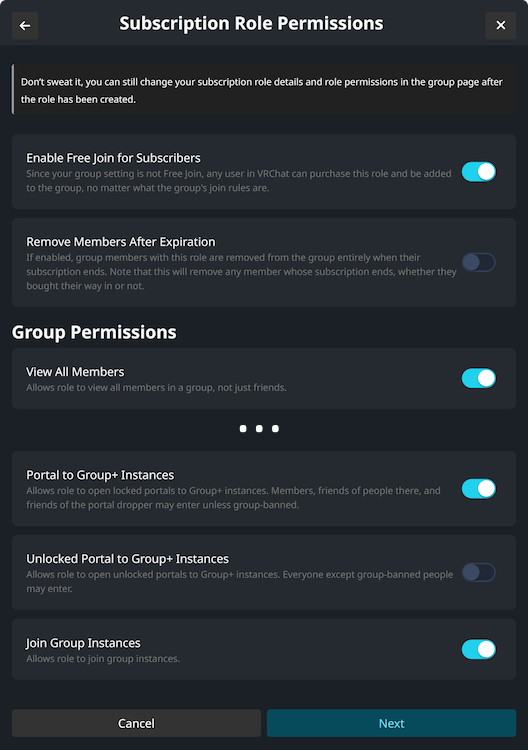 Subscription Role Permissions
Don't sweat it, you can still change your subscription role details and role permissions in the group page after
the role has been created.
Enable Free Join for Subscribers
Since your group setting is not Free Join, any user in VRChat can purchase this role and be added
to the group, no matter what the group's join rules are.
Remove Members After Expiration
If enabled, group members with this role are removed from the group entirely when their
subscription ends. Note that this will remove any member whose subscription ends, whether they
bought their way in or not.
Group Permissions
View All Members
Allows role to view all members in a group, not just friends.
Portal to Group+ Instances
Allows role to open locked portals to Group+ instances. Members, friends of people there, and
friends of the portal dropper may enter unless group-banned.
Unlocked Portal to Group+ Instances
Allows role to open unlocked portals to Group+ instances. Everyone except group-banned people
may enter.
Join Group Instances
Allows role to join group instances.
Cancel
Next